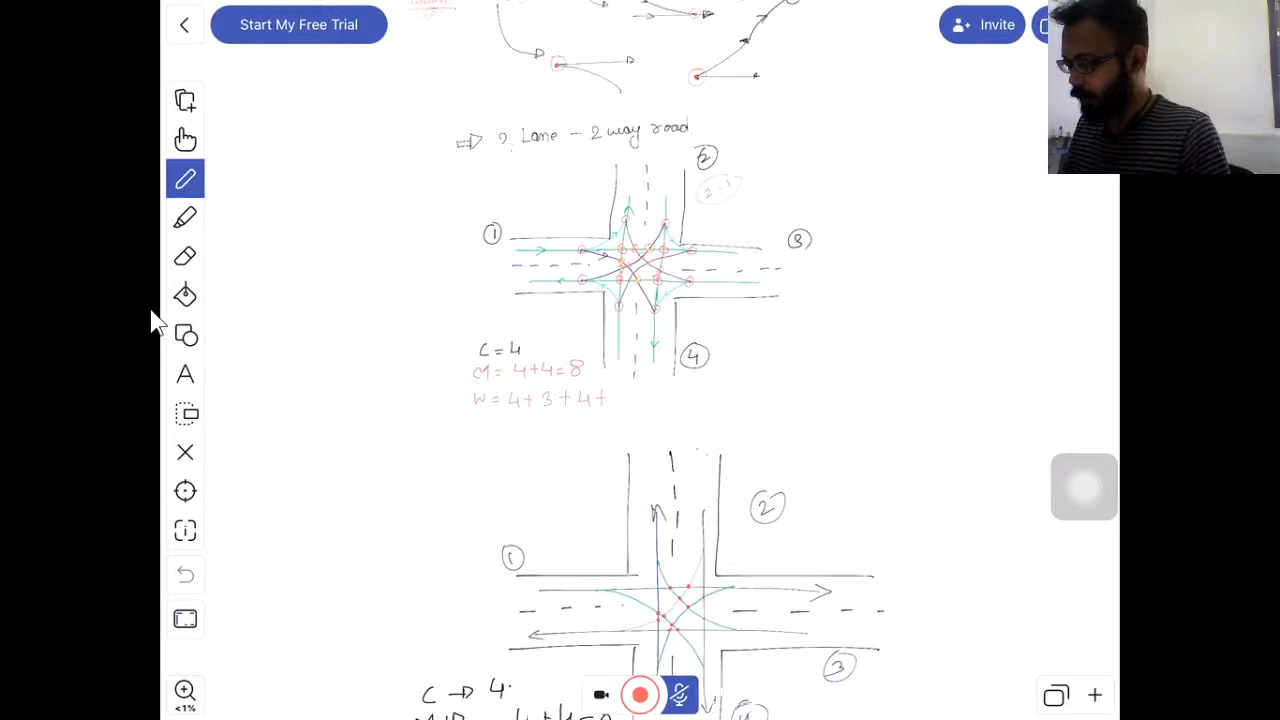 Start My Free Trial
Invite
⇒ 2 Lane - 2 way road
2
1
3
4
C = 4
M = 4+4=8
W = 4+ 3 + 4 +
2
1
3
C → 4.
A
<1%